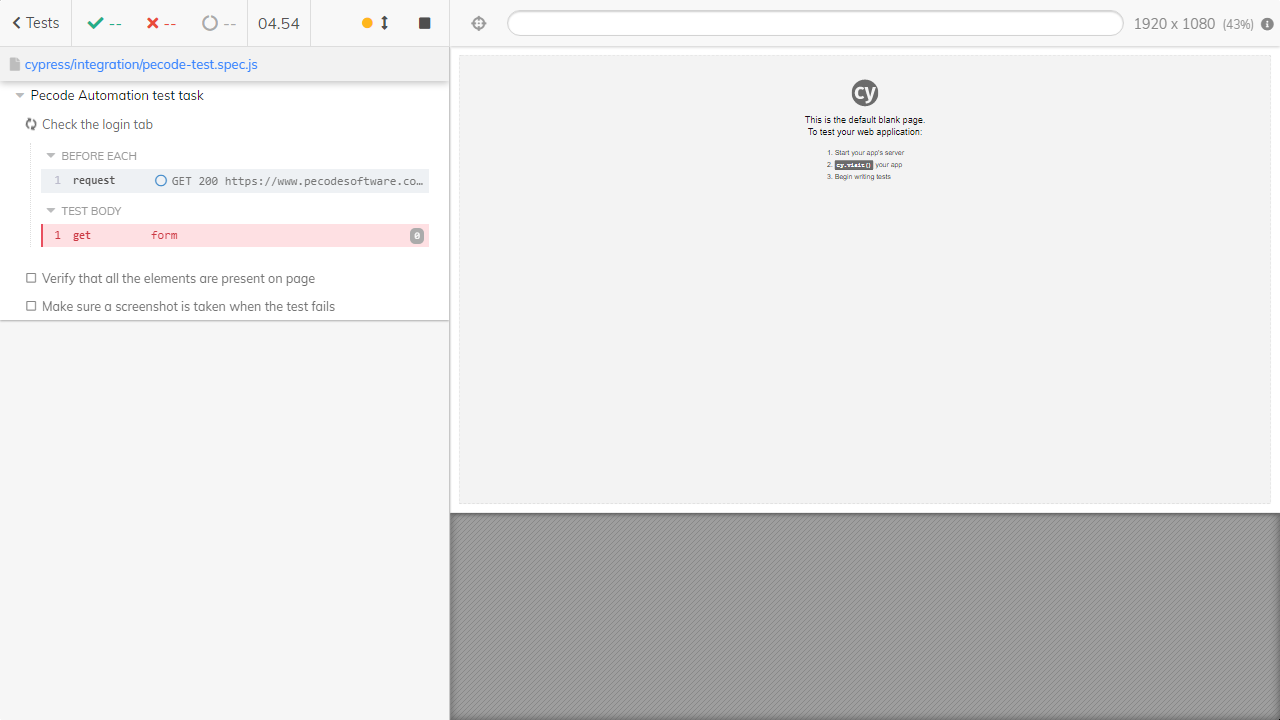 Tests -- -- -- 04.54
1920 x 1080 (43%)
cypress/integration/pecode-test.spec.js
Pecode Automation test task
Check the login tab
BEFORE EACH
1 request GET 200 https://www.pecodesoftware.co…
TEST BODY
1 get form 0
Verify that all the elements are present on page
Make sure a screenshot is taken when the test fails
cy
This is the default blank page.
To test your web application:
1. Start your app's server
2. cy.visit() your app
3. Begin writing tests